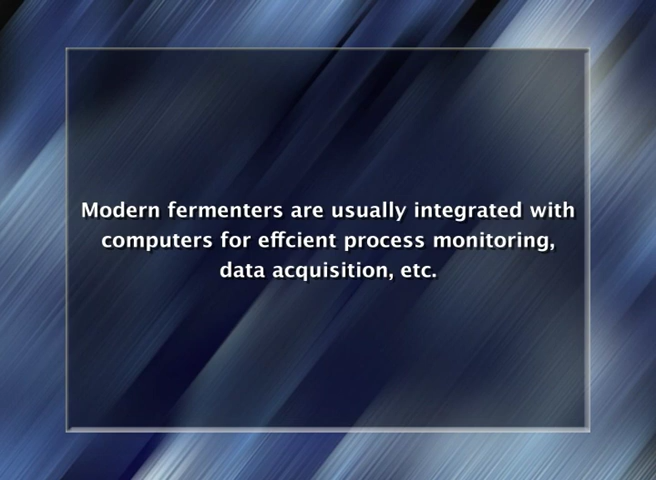 Modern fermenters are usually integrated with
computers for effcient process monitoring,
data acquisition, etc.